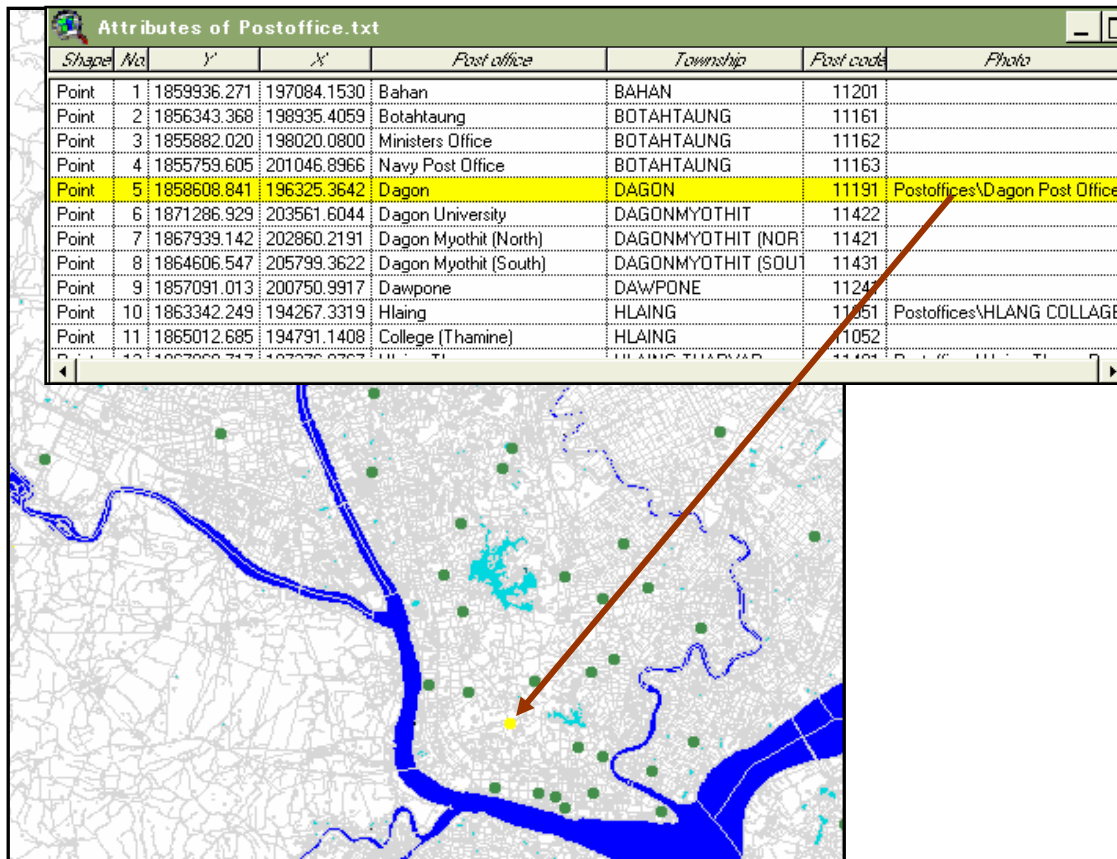 Attributes of Postoffice.txt
Shape No. Y' X' Post office Township Post code Photo
Point 1 1859936.271 197084.1530 Bahan BAHAN 11201
Point 2 1856343.368 198935.4059 Botahtaung BOTAHTAUNG 11161
Point 3 1855882.020 198020.0800 Ministers Office BOTAHTAUNG 11162
Point 4 1855759.605 201046.8966 Navy Post Office BOTAHTAUNG 11163
Point 5 1858608.841 196325.3642 Dagon DAGON 11191 Postoffices\Dagon Post Office
Point 6 1871286.929 203561.6044 Dagon University DAGONMYOTHIT 11422
Point 7 1867939.142 202860.2191 Dagon Myothit (North) DAGONMYOTHIT (NOR 11421
Point 8 1864606.547 205799.3622 Dagon Myothit (South) DAGONMYOTHIT (SOUT 11431
Point 9 1857091.013 200750.9917 Dawpone DAWPONE 11241
Point 10 1863342.249 194267.3319 Hlaing HLAING 11051 Postoffices\HLANG COLLAGE
Point 11 1865012.685 194791.1408 College (Thamine) HLAING 11052